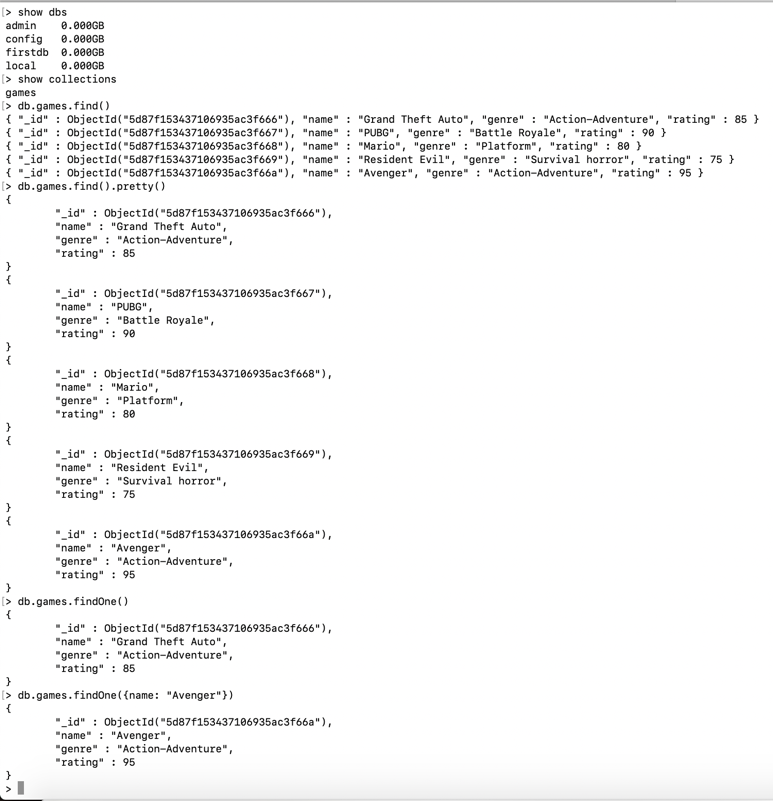 [> show dbs
admin    0.000GB
config   0.000GB
firstdb  0.000GB
local    0.000GB
[> show collections
games
[> db.games.find()
{ "_id" : ObjectId("5d87f153437106935ac3f666"), "name" : "Grand Theft Auto", "genre" : "Action-Adventure", "rating" : 85 }
{ "_id" : ObjectId("5d87f153437106935ac3f667"), "name" : "PUBG", "genre" : "Battle Royale", "rating" : 90 }
{ "_id" : ObjectId("5d87f153437106935ac3f668"), "name" : "Mario", "genre" : "Platform", "rating" : 80 }
{ "_id" : ObjectId("5d87f153437106935ac3f669"), "name" : "Resident Evil", "genre" : "Survival horror", "rating" : 75 }
{ "_id" : ObjectId("5d87f153437106935ac3f66a"), "name" : "Avenger", "genre" : "Action-Adventure", "rating" : 95 }
[> db.games.find().pretty()
{
        "_id" : ObjectId("5d87f153437106935ac3f666"),
        "name" : "Grand Theft Auto",
        "genre" : "Action-Adventure",
        "rating" : 85
}
{
        "_id" : ObjectId("5d87f153437106935ac3f667"),
        "name" : "PUBG",
        "genre" : "Battle Royale",
        "rating" : 90
}
{
        "_id" : ObjectId("5d87f153437106935ac3f668"),
        "name" : "Mario",
        "genre" : "Platform",
        "rating" : 80
}
{
        "_id" : ObjectId("5d87f153437106935ac3f669"),
        "name" : "Resident Evil",
        "genre" : "Survival horror",
        "rating" : 75
}
{
        "_id" : ObjectId("5d87f153437106935ac3f66a"),
        "name" : "Avenger",
        "genre" : "Action-Adventure",
        "rating" : 95
}
[> db.games.findOne()
{
        "_id" : ObjectId("5d87f153437106935ac3f666"),
        "name" : "Grand Theft Auto",
        "genre" : "Action-Adventure",
        "rating" : 85
}
[> db.games.findOne({name: "Avenger"})
{
        "_id" : ObjectId("5d87f153437106935ac3f66a"),
        "name" : "Avenger",
        "genre" : "Action-Adventure",
        "rating" : 95
}
>